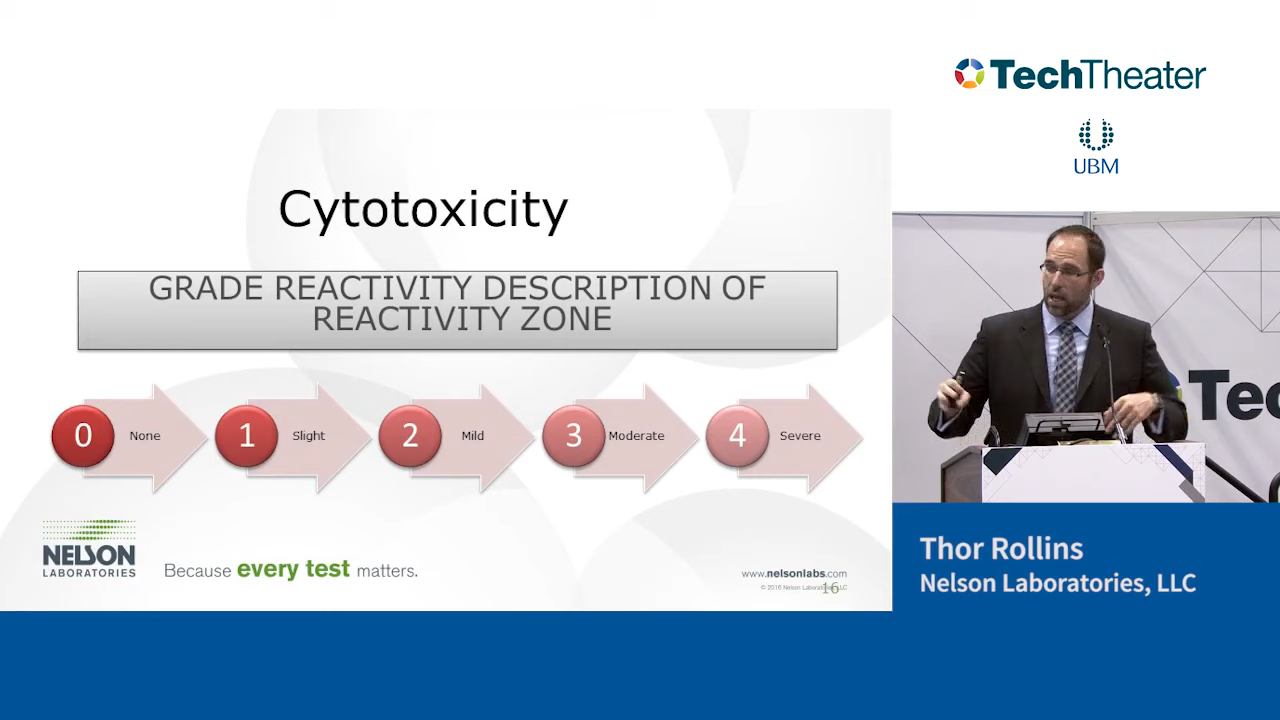 TechTheater
UBM
Cytotoxicity
GRADE REACTIVITY DESCRIPTION OF
REACTIVITY ZONE
0 None
1 Slight
2 Mild
3 Moderate
4 Severe
NELSON
LABORATORIES
Because every test matters.
www.nelsonlabs.com
© 2016 Nelson Laboratories, LLC
16
Tec
Thor Rollins
Nelson Laboratories, LLC